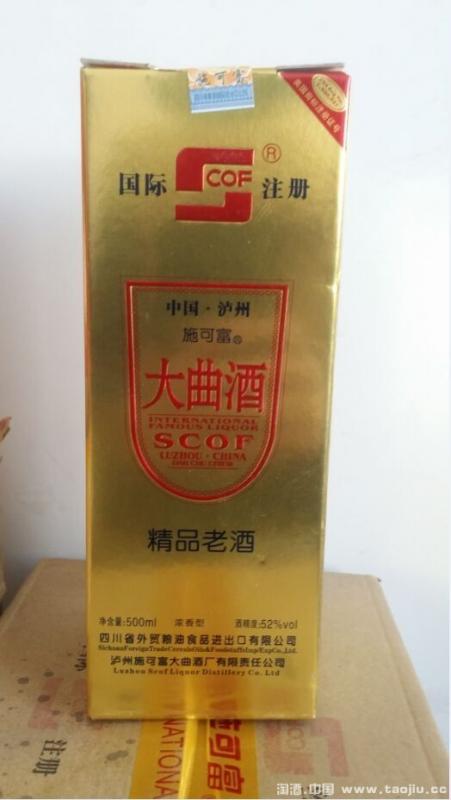 施可富
国际 SCOF ® 注册
中国·泸州
施可富
大曲酒
INTERNATIONAL
FAMOUS LIQUOR
SCOF
LUZHOU·CHINA
精品老酒
净含量:500ml 浓香型 酒精度:52%vol
四川省外贸粮油食品进出口有限公司
泸州施可富大曲酒厂有限责任公司
Luzhou Scof Liquor Distillery Co. Ltd
注册
施可富
淘酒.中国 www.taojiu.cc